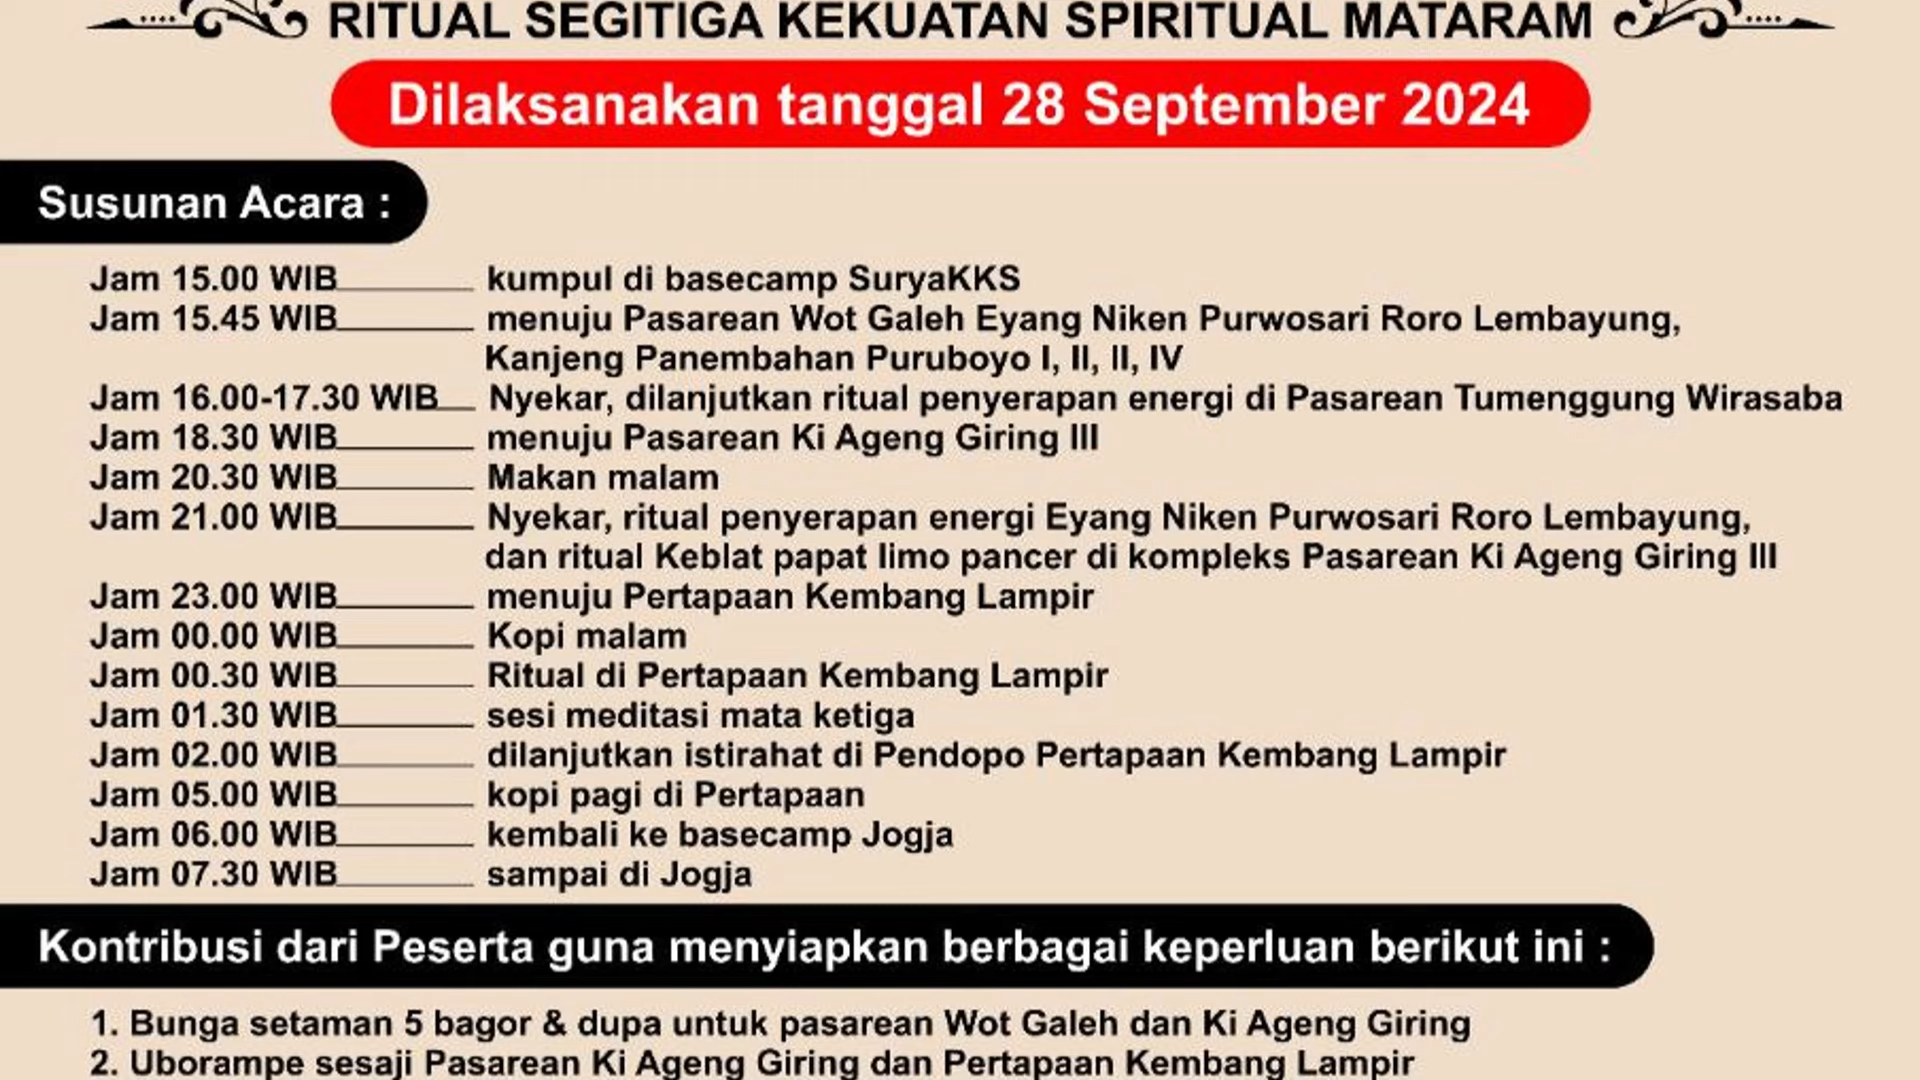 RITUAL SEGITIGA KEKUATAN SPIRITUAL MATARAM
Dilaksanakan tanggal 28 September 2024
Susunan Acara :
Jam 15.00 WIB kumpul di basecamp SuryaKKS
Jam 15.45 WIB menuju Pasarean Wot Galeh Eyang Niken Purwosari Roro Lembayung,
Kanjeng Panembahan Puruboyo I, II, II, IV
Jam 16.00-17.30 WIB Nyekar, dilanjutkan ritual penyerapan energi di Pasarean Tumenggung Wirasaba
Jam 18.30 WIB menuju Pasarean Ki Ageng Giring III
Jam 20.30 WIB Makan malam
Jam 21.00 WIB Nyekar, ritual penyerapan energi Eyang Niken Purwosari Roro Lembayung,
dan ritual Keblat papat limo pancer di kompleks Pasarean Ki Ageng Giring III
Jam 23.00 WIB menuju Pertapaan Kembang Lampir
Jam 00.00 WIB Kopi malam
Jam 00.30 WIB Ritual di Pertapaan Kembang Lampir
Jam 01.30 WIB sesi meditasi mata ketiga
Jam 02.00 WIB dilanjutkan istirahat di Pendopo Pertapaan Kembang Lampir
Jam 05.00 WIB kopi pagi di Pertapaan
Jam 06.00 WIB kembali ke basecamp Jogja
Jam 07.30 WIB sampai di Jogja
Kontribusi dari Peserta guna menyiapkan berbagai keperluan berikut ini :
1. Bunga setaman 5 bagor & dupa untuk pasarean Wot Galeh dan Ki Ageng Giring
2. Uborampe sesaji Pasarean Ki Ageng Giring dan Pertapaan Kembang Lampir